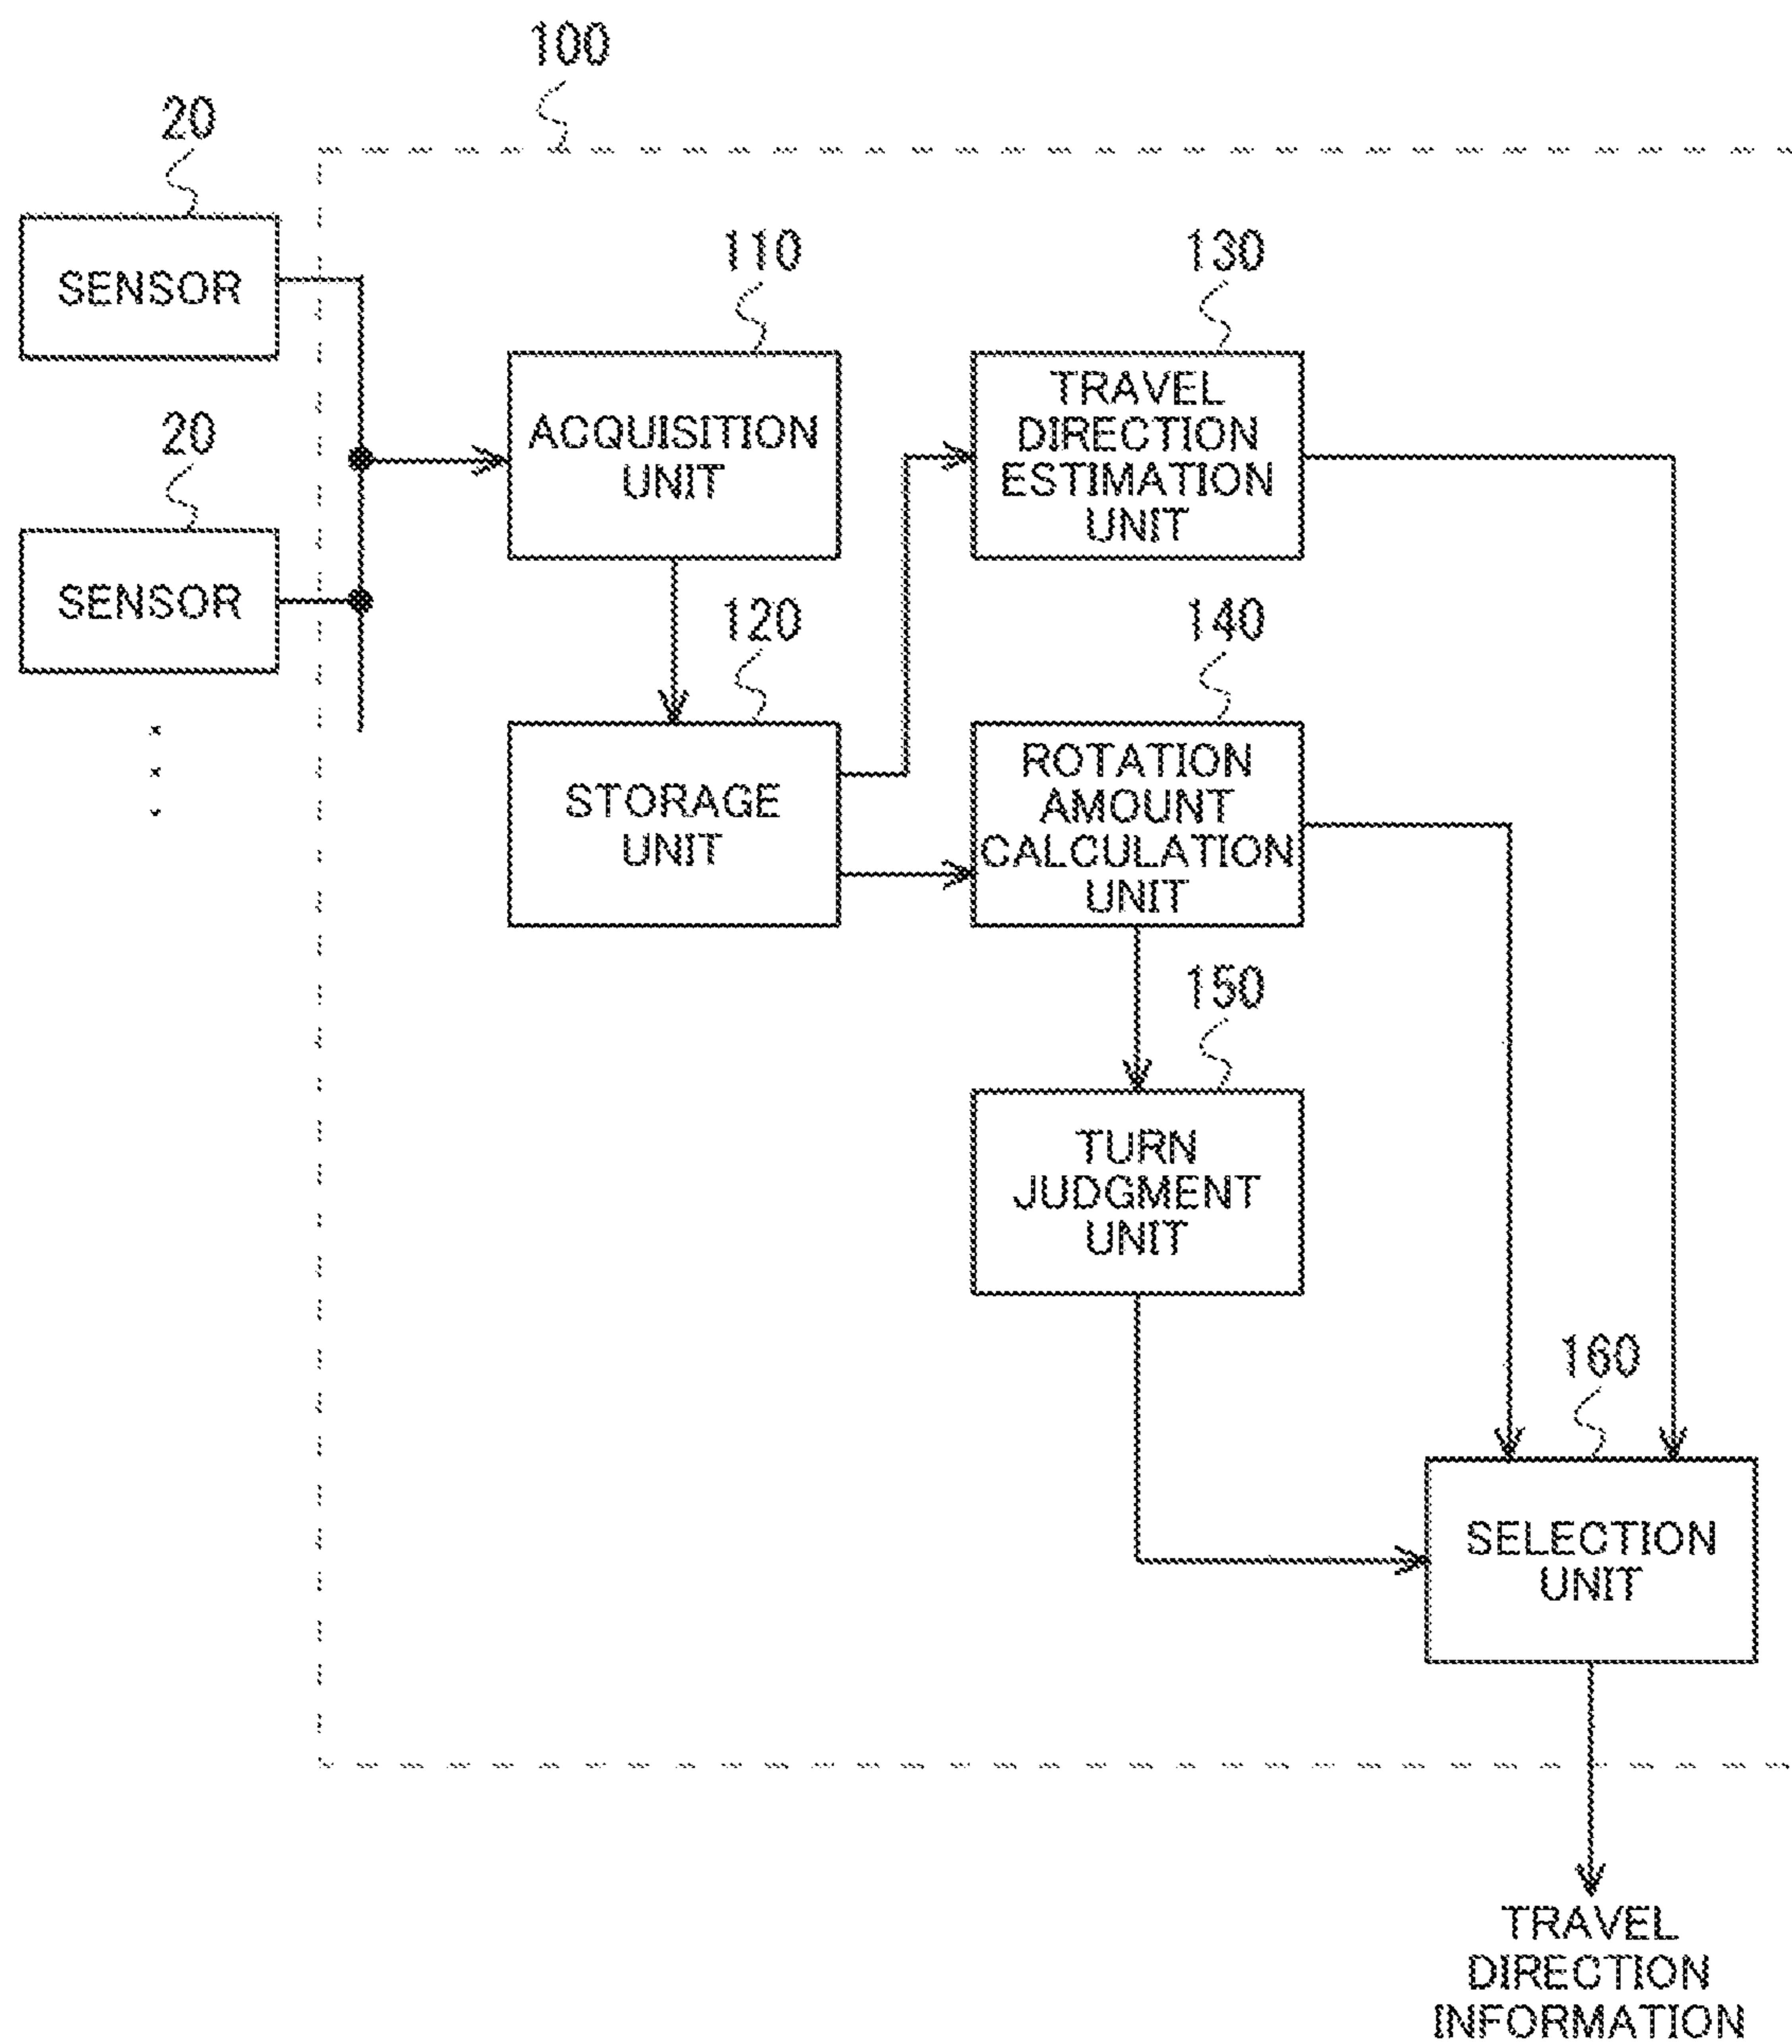 100
20
SENSOR
110
130
ACQUISITION
UNIT
TRAVEL
DIRECTION
ESTIMATION
UNIT
20
SENSOR
120
140
STORAGE
UNIT
ROTATION
AMOUNT
CALCULATION
UNIT
150
TURN
JUDGMENT
UNIT
160
SELECTION
UNIT
TRAVEL
DIRECTION
INFORMATION